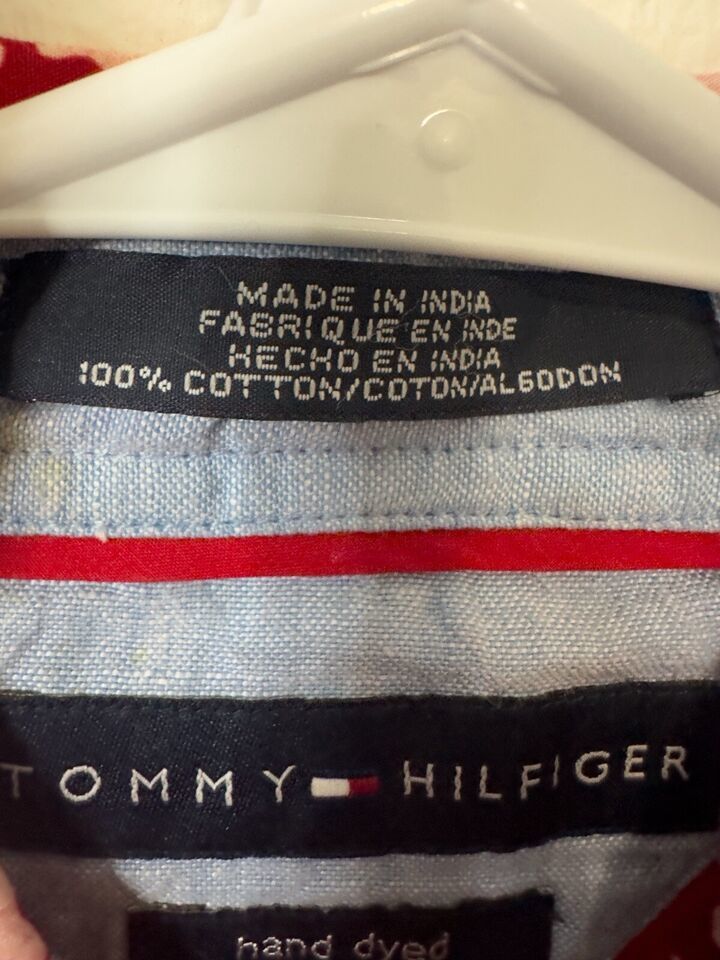 MADE IN INDIA
FABRIQUE EN INDE
HECHO EN INDIA
100% COTTON/COTON/ALGODON
TOMMY HILFIGER
hand dyed